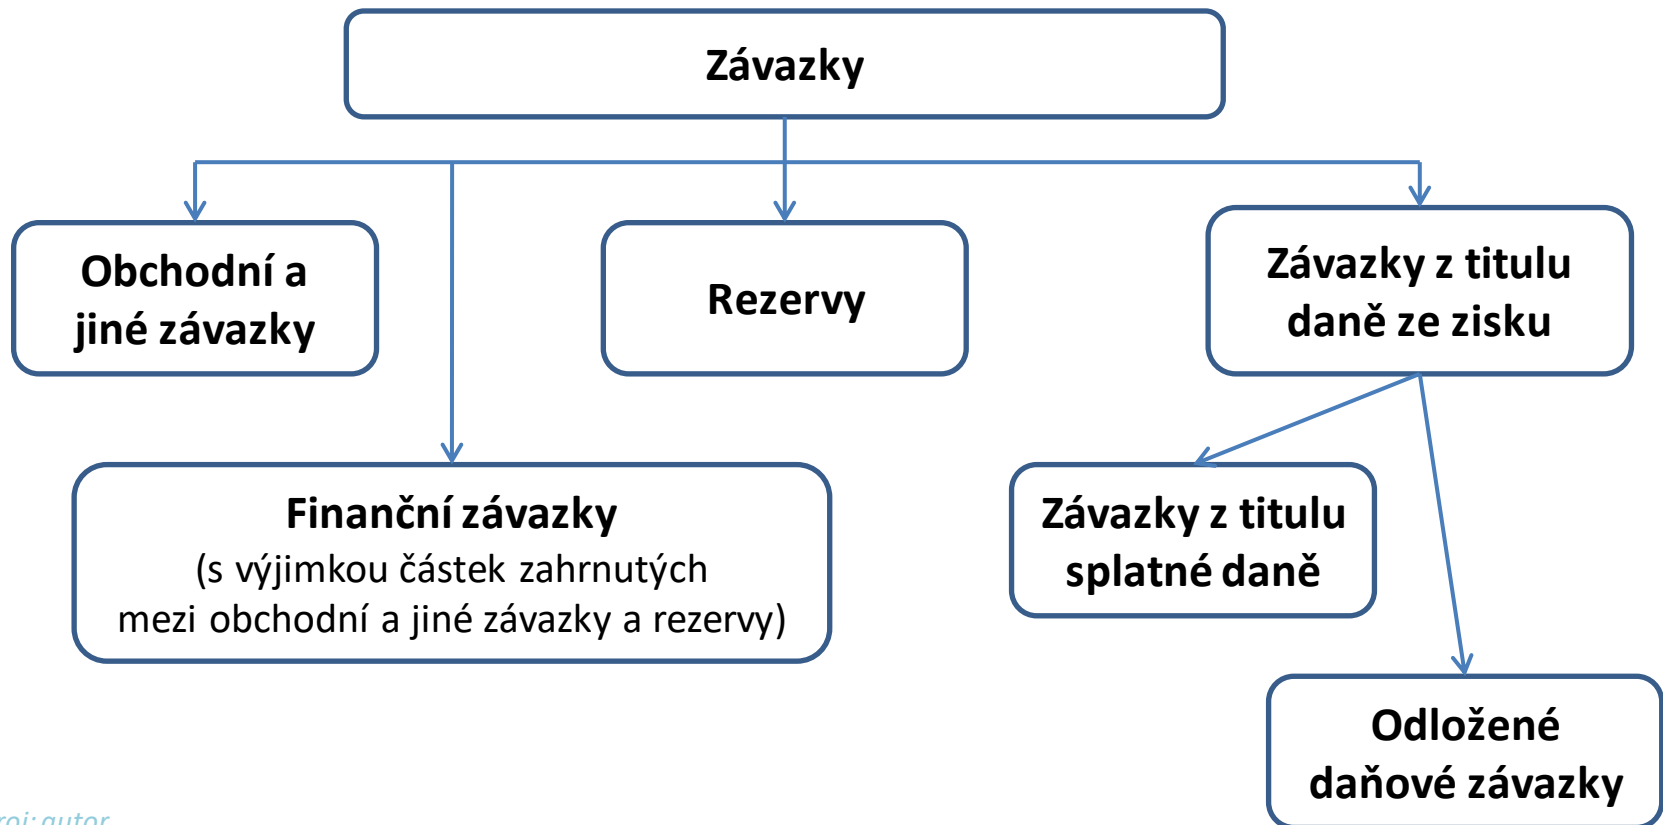 Závazky
Obchodní a
jiné závazky
Rezervy
Závazky z titulu
daně ze zisku
Finanční závazky
(s výjimkou částek zahrnutých
mezi obchodní a jiné závazky a rezervy)
Závazky z titulu
splatné daně
Odložené
daňové závazky
autor